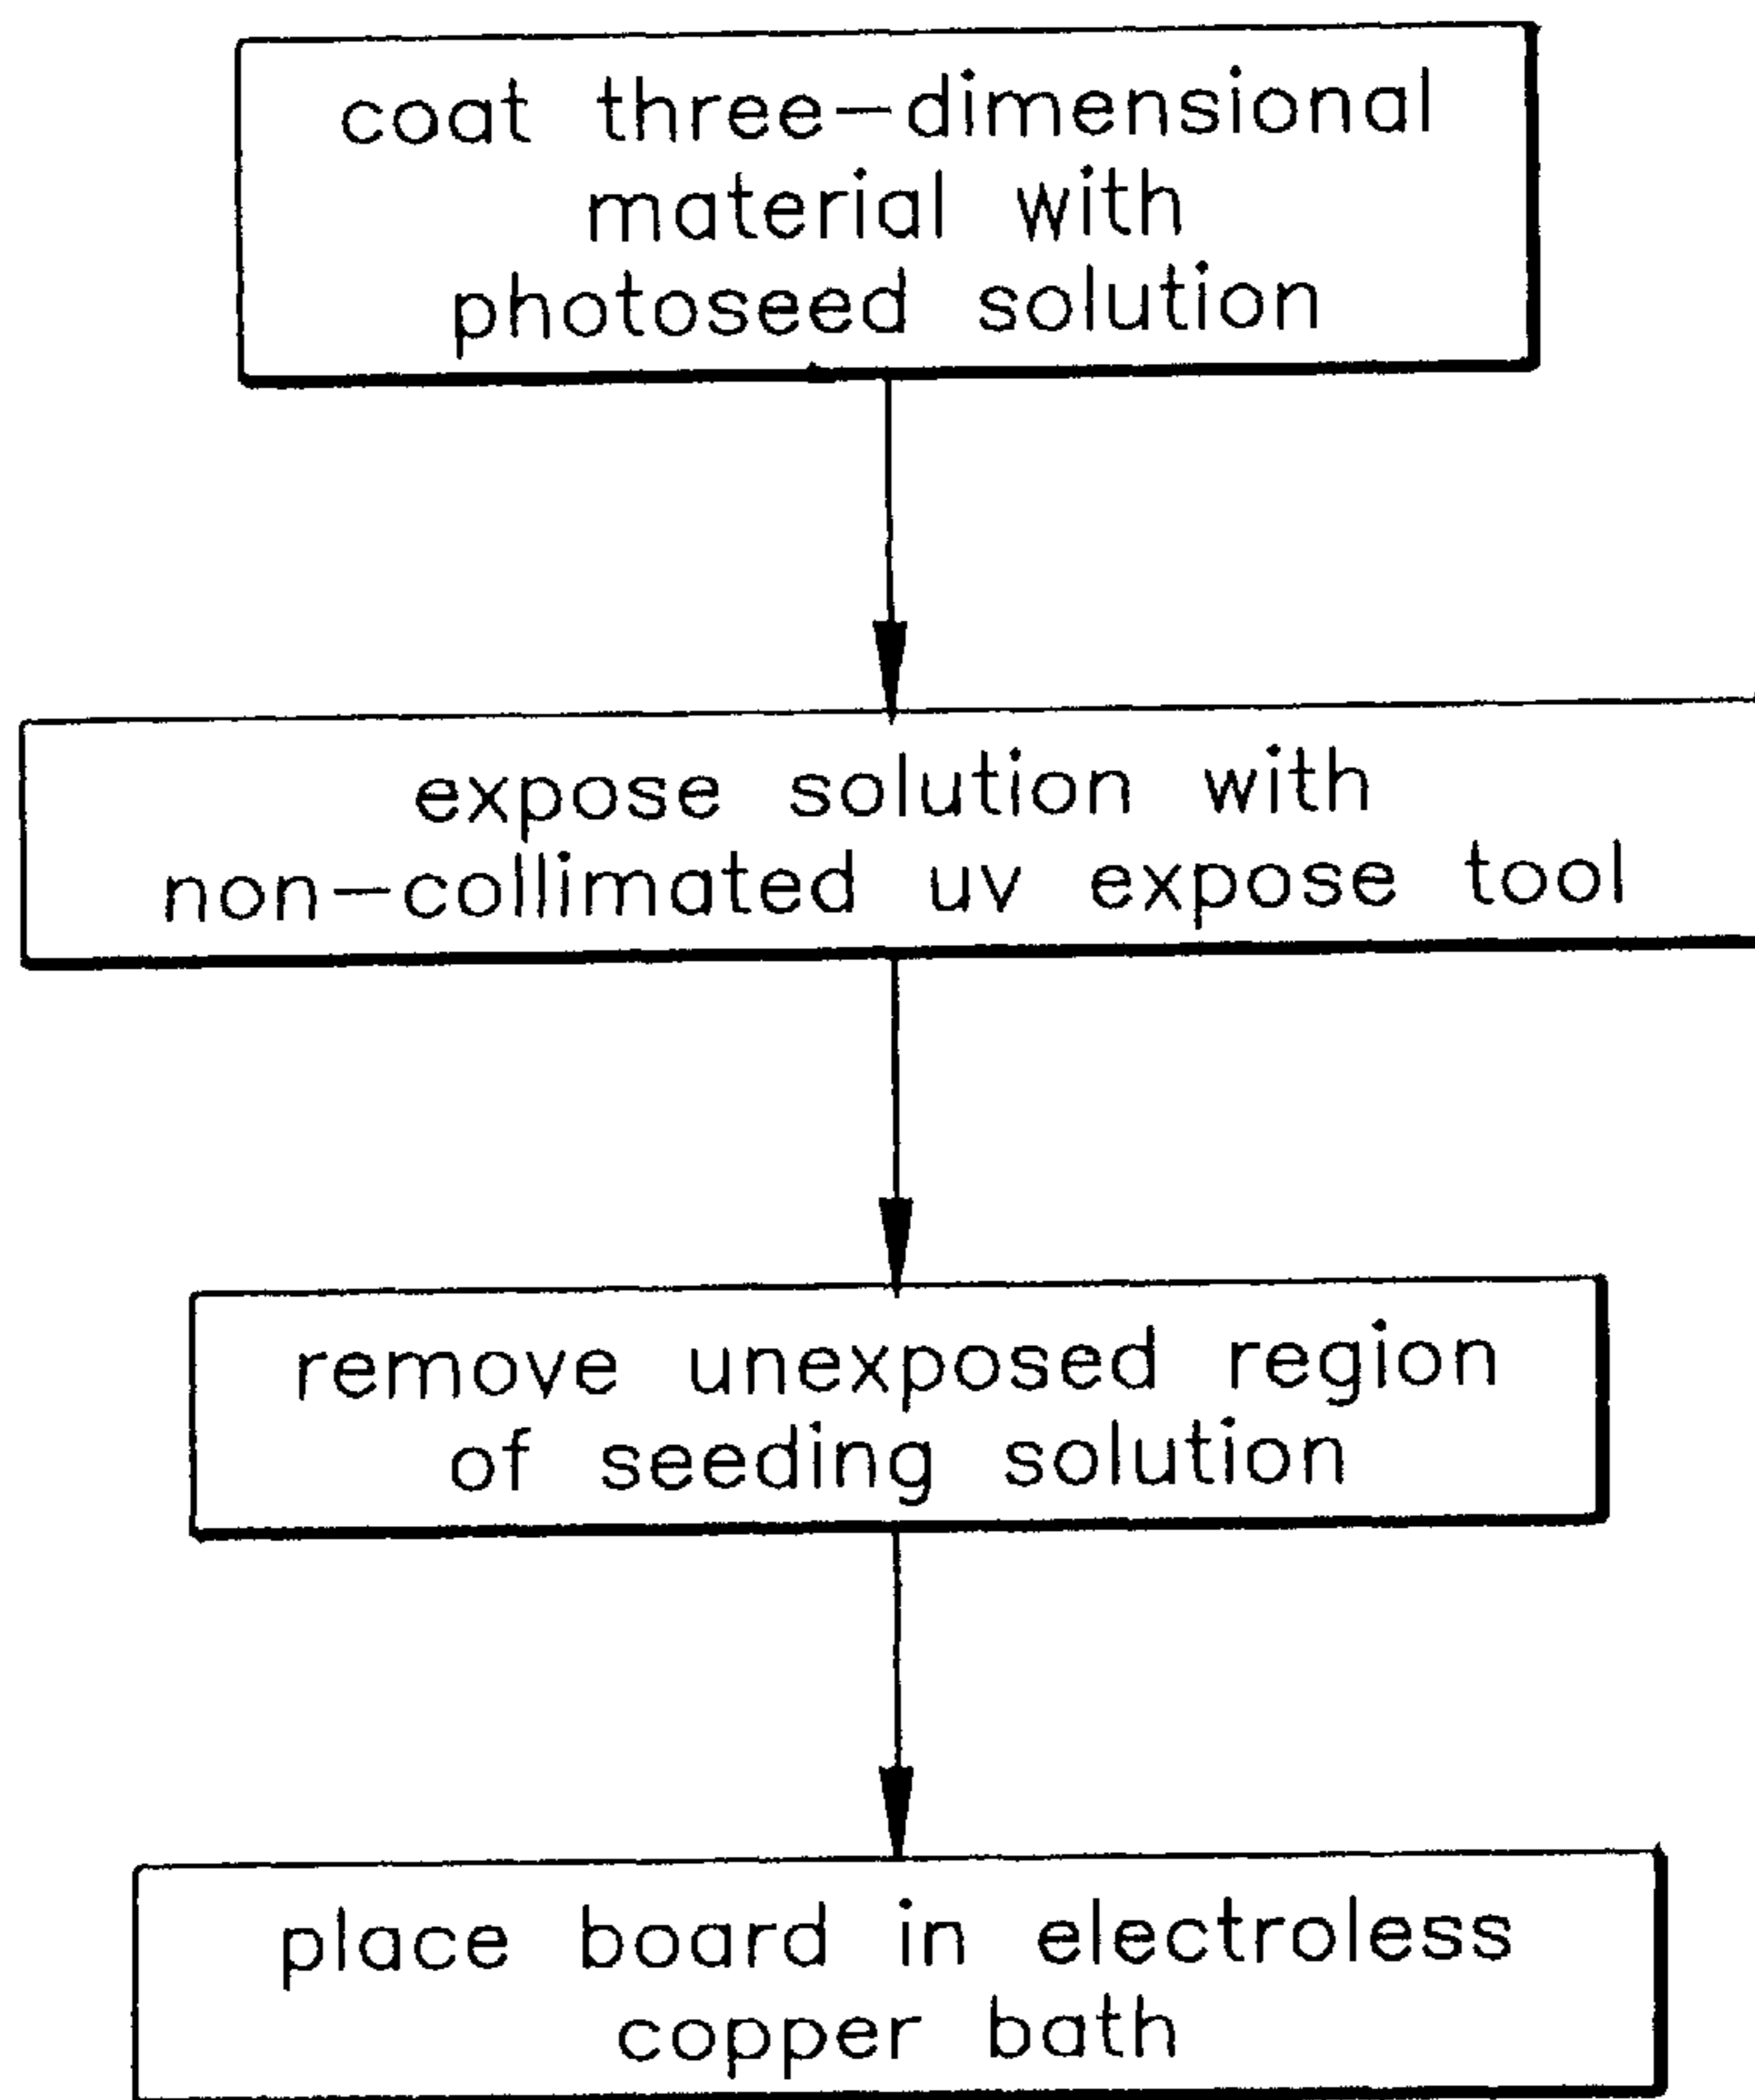 coat three-dimensional
material with
photoseed solution
expose solution with
non-collimated uv expose tool
remove unexposed region
of seeding solution
place board in electroless
copper bath